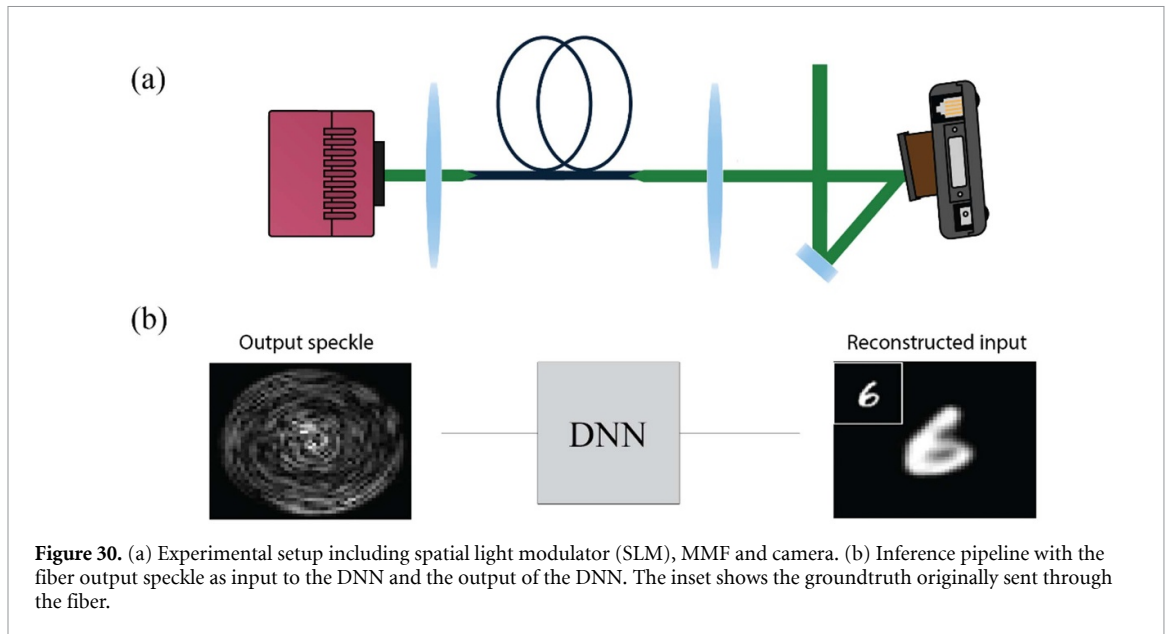 (a)
(b)
Output speckle
Reconstructed input
6
DNN
6
Figure 30. (a) Experimental setup including spatial light modulator (SLM), MMF and camera. (b) Inference pipeline with the
fiber output speckle as input to the DNN and the output of the DNN. The inset shows the groundtruth originally sent through
the fiber.